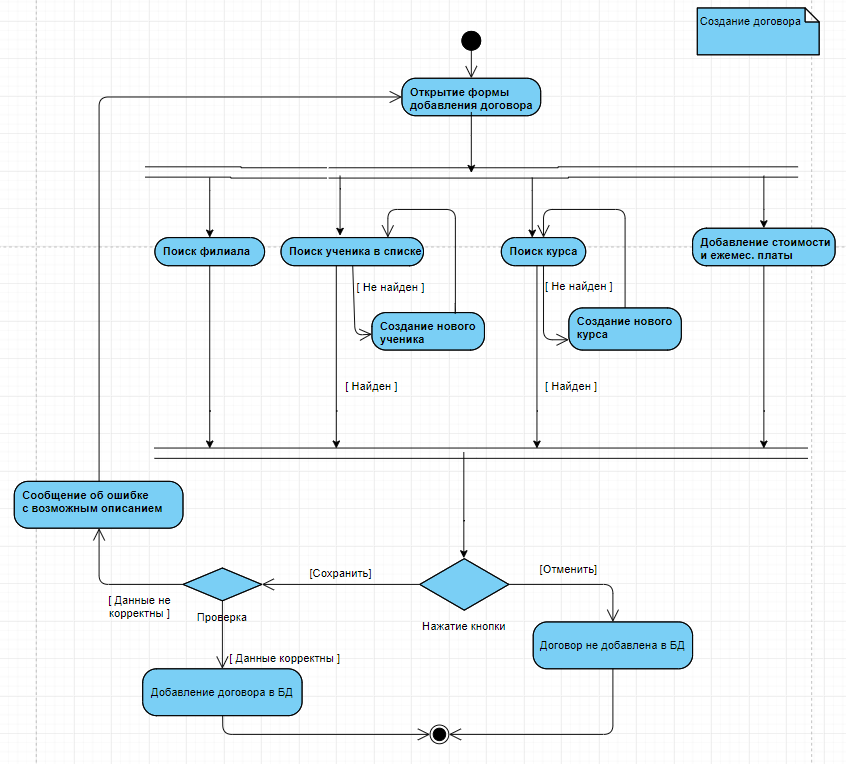 Создание договора
Открытие формы
добавления договора
Поиск филиала
Поиск ученика в списке
Поиск курса
Добавление стоимости
и ежемес. платы
[ Не найден ]
[ Не найден ]
Создание нового
ученика
Создание нового
курса
[ Найден ]
[ Найден ]
Сообщение об ошибке
с возможным описанием
[Сохранить]
[Отменить]
[ Данные не
корректны ]
Проверка
Нажатие кнопки
Договор не добавлена в БД
[ Данные корректны ]
Добавление договора в БД